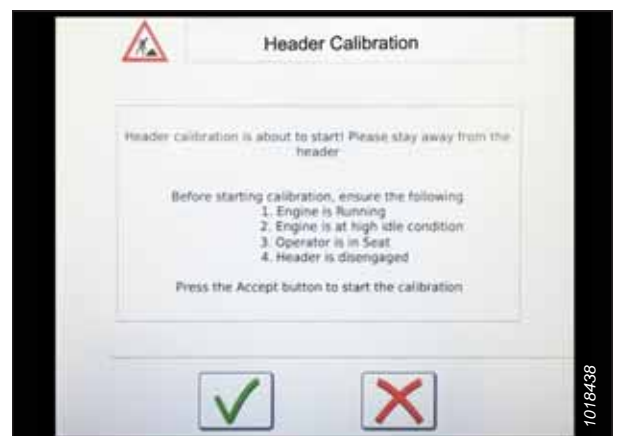 Header Calibration
Header calibration is about to start! Please stay away from the
header
Before starting calibration, ensure the following
1. Engine is Running
2. Engine is at high idle condition
3. Operator is in Seat
4. Header is disengaged
Press the Accept button to start the calibration
1018438